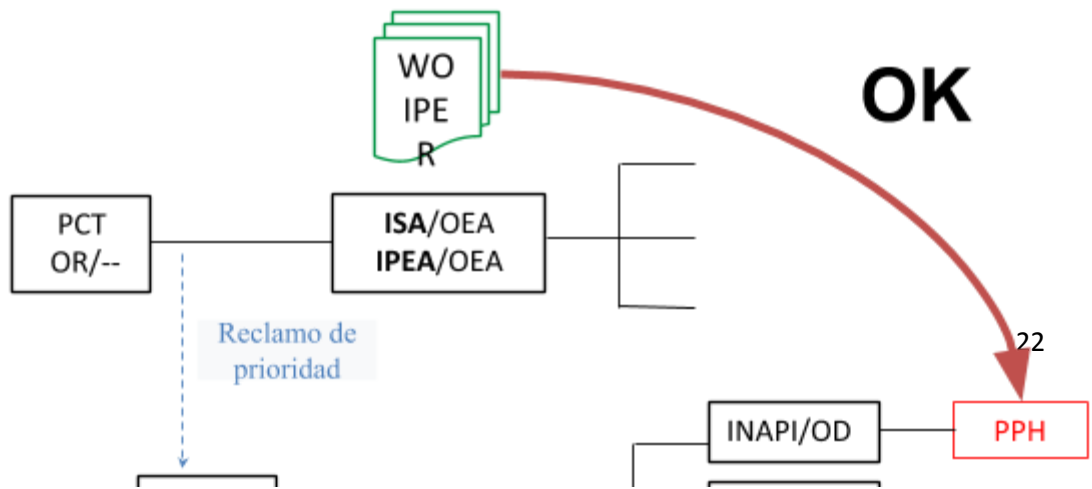 WO
IPE
R
OK
PCT
OR/--
ISA/OEA
IPEA/OEA
Reclamo de
prioridad
22
INAPI/OD
PPH